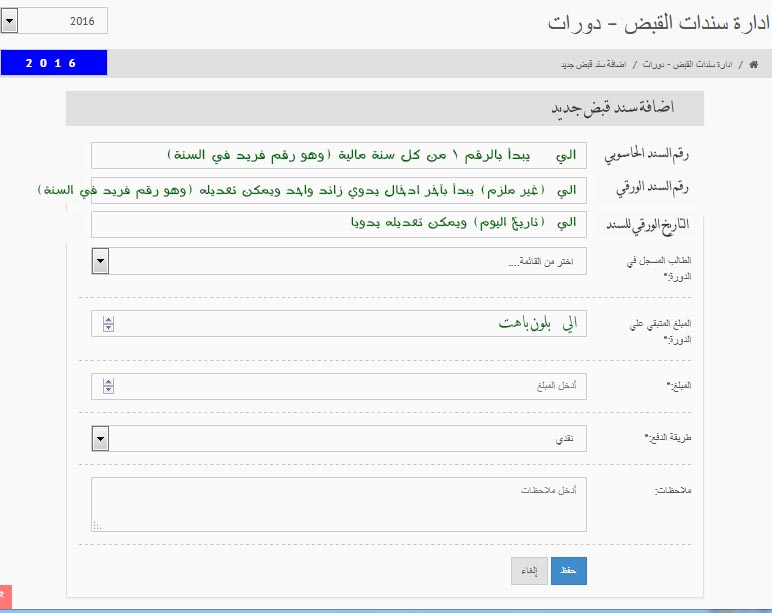 ادارة سندات القبض - دورات
2016
ادارة سندات القبض - دورات / اضافة سند قبض جديد
2016
اضافة سند قبض جديد
رقم السند الحاسوبي
الي يبدأ بالرقم ١ من كل سنة مالية (وهو رقم فريد في السنة)
رقم السند الورقي
الي (غير ملزم) يبدأ بآخر ادخال يدوي زائد واحد ويمكن تعديله (وهو رقم فريد في السنة)
التاريخ الورقي للسند
الي (تاريخ اليوم) ويمكن تعديله يدويا
الطالب المسجل في الدورة:*
اختر من القائمة....
المبلغ المتبقي علي الدورة:*
الي بلون باهت
المبلغ:*
أدخل المبلغ
طريقة الدفع:*
نقدي
ملاحظات:
أدخل ملاحظات
حفظ
إلغاء